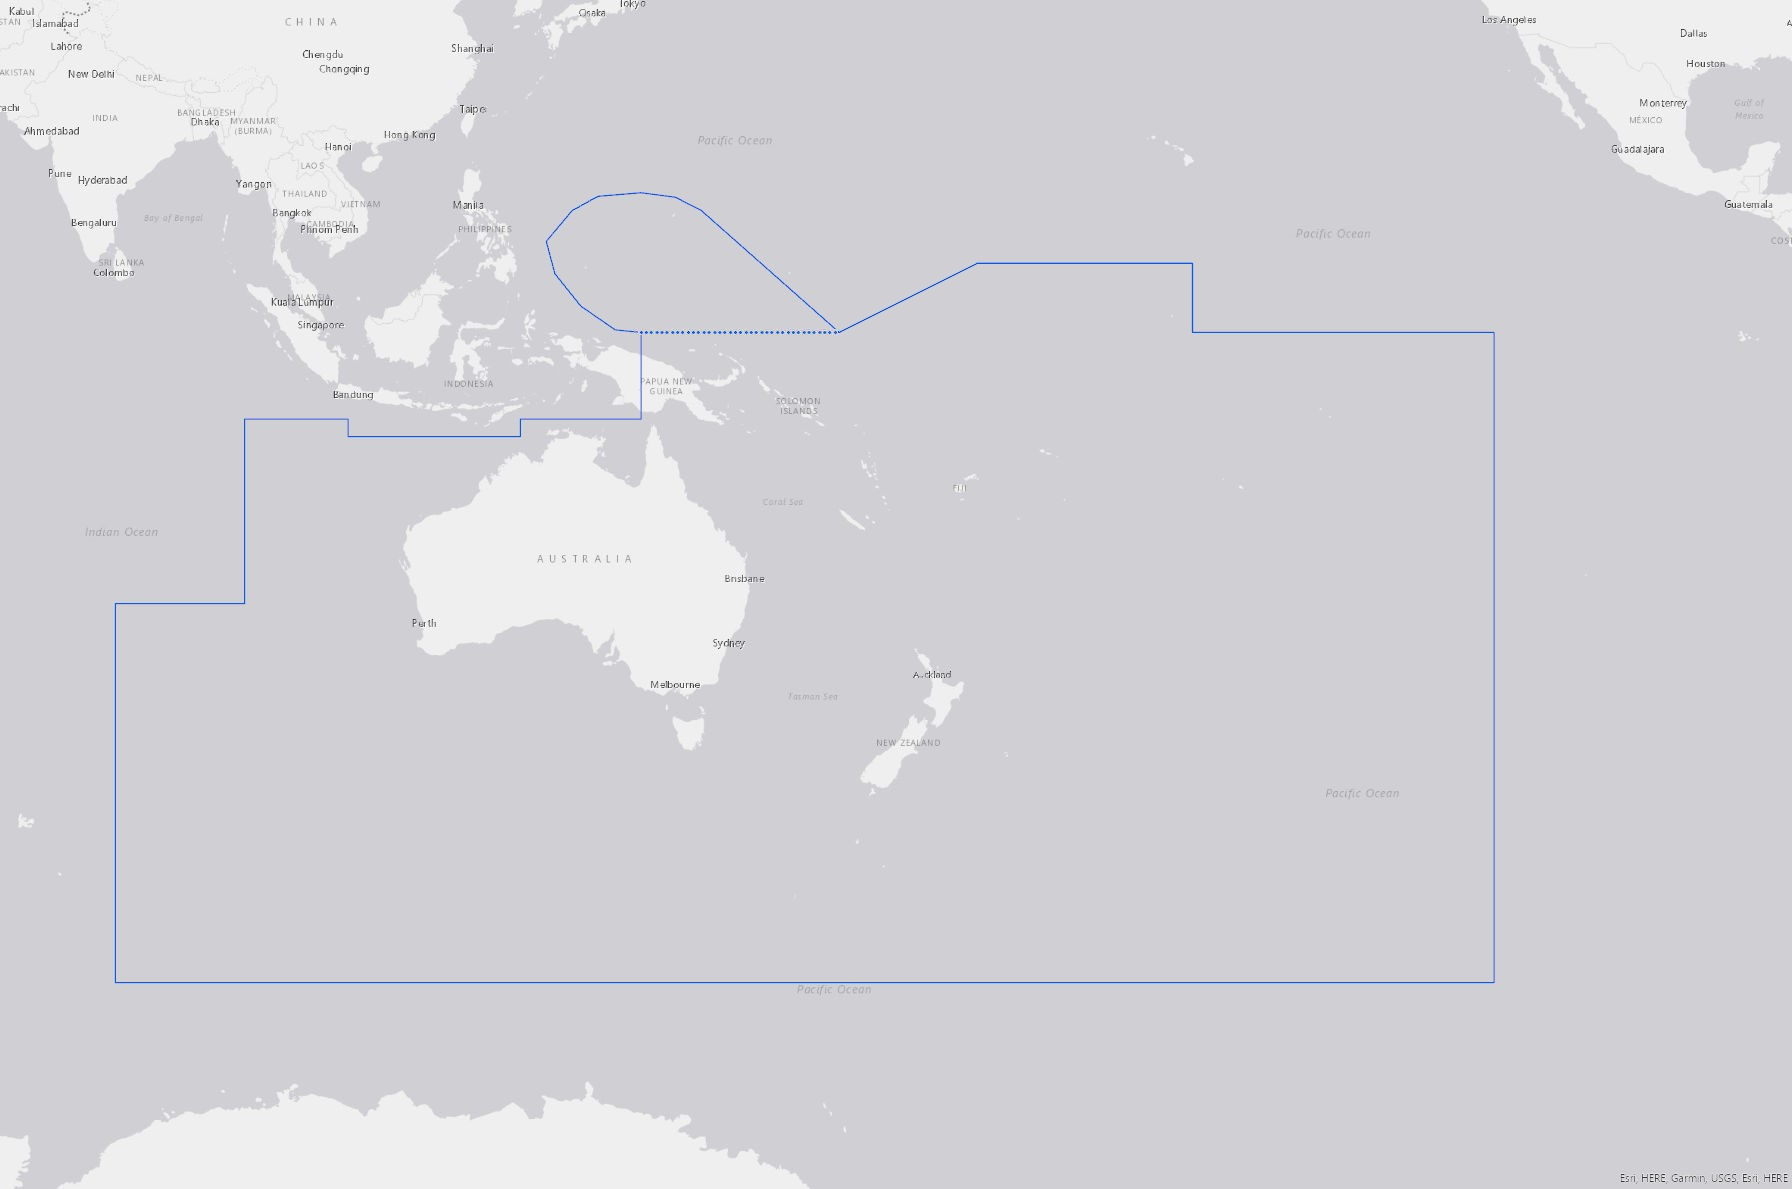 Tokyo
Kabul
CHINA
Osaka
Los Angeles
STAN
Islamabad
Dallas
Lahore
Shanghai
Chengdu
Houston
Chongqing
AKISTAN
New Delhi
NEPAL
Monterrey
Gulf of
Mexico
rachi
BANGLADESH
Taipei
INDIA
Dhaka
MYANMAR
(BURMA)
MÉXICO
Ahmedabad
Hong Kong
Pacific Ocean
Hanoi
Guadalajara
LAOS
Pune
Hyderabad
Yangon
THAILAND
VIETNAM
Manila
Guatemala
Bangkok
Bay of Bengal
Bengaluru
CAMBODIA
Phnom Penh
PHILIPPINES
Pacific Ocean
COS
SRI LANKA
Colombo
MALAYSIA
Kuala Lumpur
Singapore
INDONESIA
PAPUA NEW
GUINEA
Bandung
SOLOMON
ISLANDS
FIJI
Coral Sea
Indian Ocean
AUSTRALIA
Brisbane
Perth
Sydney
Auckland
Melbourne
Tasman Sea
NEW ZEALAND
Pacific Ocean
Pacific Ocean
Esri, HERE, Garmin, USGS, Esri, HERE